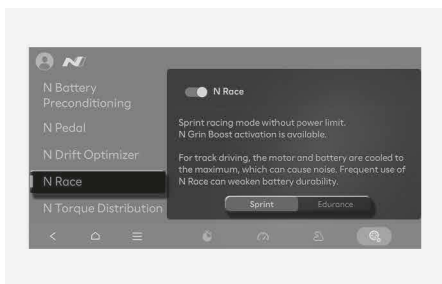 N Battery
Preconditioning
N Pedal
N Drift Optimizer
N Race
N Torque Distribution
N Race
Sprint racing mode without power limit.
N Grin Boost activation is available.
For track driving, the motor and battery are cooled to
the maximum, which can cause noise. Frequent use of
N Race can weaken battery durability.
Sprint
Edurance